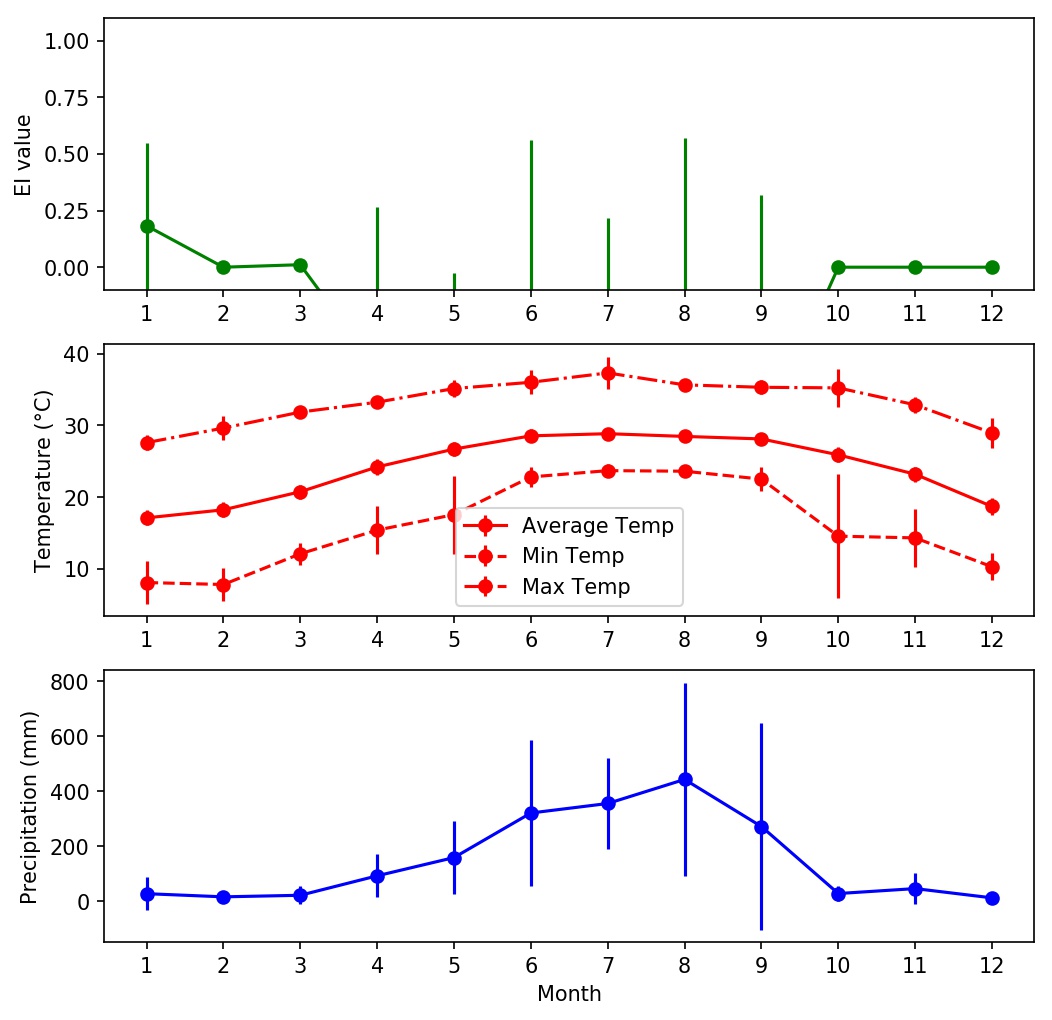 EI value
1.00
0.75
0.50
0.25
0.00
1 2 3 4 5 6 7 8 9 10 11 12
Temperature (°C)
40
30
20
10
Average Temp
Min Temp
Max Temp
1 2 3 4 5 6 7 8 9 10 11 12
Precipitation (mm)
800
600
400
200
0
1 2 3 4 5 6 7 8 9 10 11 12
Month